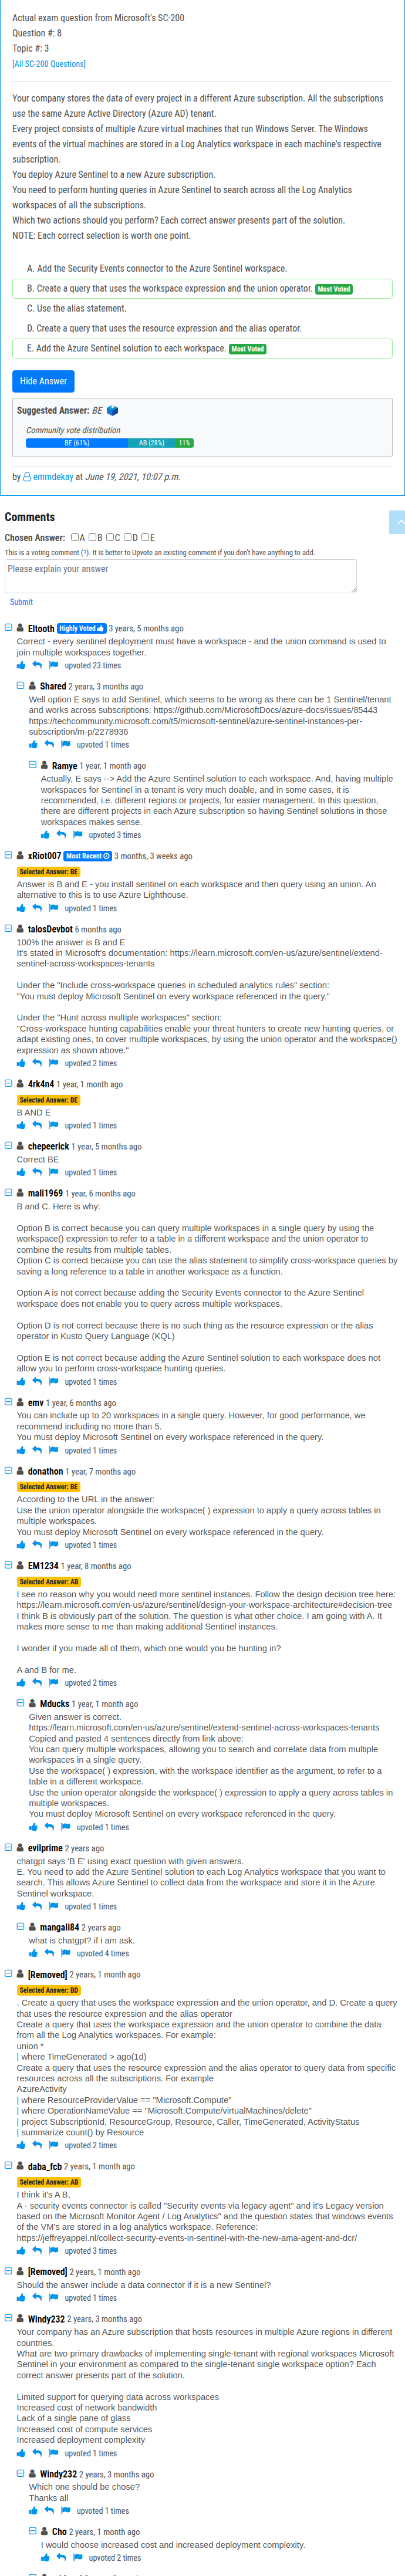 Actual exam question from Microsoft's SC-200
Question #: 8
Topic #: 3
[All SC-200 Questions]
Your company stores the data of every project in a different Azure subscription. All the subscriptions
use the same Azure Active Directory (Azure AD) tenant.
Every project consists of multiple Azure virtual machines that run Windows Server. The Windows
events of the virtual machines are stored in a Log Analytics workspace in each machine's respective
subscription.
You deploy Azure Sentinel to a new Azure subscription.
You need to perform hunting queries in Azure Sentinel to search across all the Log Analytics
workspaces of all the subscriptions.
Which two actions should you perform? Each correct answer presents part of the solution.
NOTE: Each correct selection is worth one point.
A. Add the Security Events connector to the Azure Sentinel workspace.
B. Create a query that uses the workspace expression and the union operator. Most Voted
C. Use the alias statement.
D. Create a query that uses the resource expression and the alias operator.
E. Add the Azure Sentinel solution to each workspace. Most Voted
Hide Answer
Suggested Answer: BE
Community vote distribution
BE (61%) AB (28%) 11%
by emmdekay at June 19, 2021, 10:07 p.m.
Comments
Chosen Answer: A B C D E
This is a voting comment (?). It is better to Upvote an existing comment if you don't have anything to add.
Please explain your answer
Submit
Eltooth Highly Voted 3 years, 5 months ago
Correct - every sentinel deployment must have a workspace - and the union command is used to
join multiple workspaces together.
upvoted 23 times
Shared 2 years, 3 months ago
Well option E says to add Sentinel, which seems to be wrong as there can be 1 Sentinel/tenant
and works across subscriptions: https://github.com/MicrosoftDocs/azure-docs/issues/85443
https://techcommunity.microsoft.com/t5/microsoft-sentinel/azure-sentinel-instances-per-
subscription/m-p/2278936
upvoted 1 times
Ramye 1 year, 1 month ago
Actually, E says --> Add the Azure Sentinel solution to each workspace. And, having multiple
workspaces for Sentinel in a tenant is very much doable, and in some cases, it is
recommended, i.e. different regions or projects, for easier management. In this question,
there are different projects in each Azure subscription so having Sentinel solutions in those
workspaces makes sense.
upvoted 3 times
xRiot007 Most Recent 3 months, 3 weeks ago
Selected Answer: BE
Answer is B and E - you install sentinel on each workspace and then query using an union. An
alternative to this is to use Azure Lighthouse.
upvoted 1 times
talosDevbot 6 months ago
100% the answer is B and E
It's stated in Microsoft's documentation: https://learn.microsoft.com/en-us/azure/sentinel/extend-
sentinel-across-workspaces-tenants
Under the "Include cross-workspace queries in scheduled analytics rules" section:
"You must deploy Microsoft Sentinel on every workspace referenced in the query."
Under the "Hunt across multiple workspaces" section:
"Cross-workspace hunting capabilities enable your threat hunters to create new hunting queries, or
adapt existing ones, to cover multiple workspaces, by using the union operator and the workspace()
expression as shown above."
upvoted 2 times
4rk4n4 1 year, 1 month ago
Selected Answer: BE
B AND E
upvoted 1 times
chepeerick 1 year, 5 months ago
Correct BE
upvoted 1 times
mali1969 1 year, 6 months ago
B and C. Here is why:
Option B is correct because you can query multiple workspaces in a single query by using the
workspace() expression to refer to a table in a different workspace and the union operator to
combine the results from multiple tables.
Option C is correct because you can use the alias statement to simplify cross-workspace queries by
saving a long reference to a table in another workspace as a function.
Option A is not correct because adding the Security Events connector to the Azure Sentinel
workspace does not enable you to query across multiple workspaces.
Option D is not correct because there is no such thing as the resource expression or the alias
operator in Kusto Query Language (KQL)
Option E is not correct because adding the Azure Sentinel solution to each workspace does not
allow you to perform cross-workspace hunting queries.
upvoted 1 times
emv 1 year, 6 months ago
You can include up to 20 workspaces in a single query. However, for good performance, we
recommend including no more than 5.
You must deploy Microsoft Sentinel on every workspace referenced in the query.
upvoted 1 times
donathon 1 year, 7 months ago
Selected Answer: BE
According to the URL in the answer:
Use the union operator alongside the workspace( ) expression to apply a query across tables in
multiple workspaces.
You must deploy Microsoft Sentinel on every workspace referenced in the query.
upvoted 1 times
EM1234 1 year, 8 months ago
Selected Answer: AB
I see no reason why you would need more sentinel instances. Follow the design decision tree here:
https://learn.microsoft.com/en-us/azure/sentinel/design-your-workspace-architecture#decision-tree
I think B is obviously part of the solution. The question is what other choice. I am going with A. It
makes more sense to me than making additional Sentinel instances.
I wonder if you made all of them, which one would you be hunting in?
A and B for me.
upvoted 2 times
Mducks 1 year, 1 month ago
Given answer is correct.
https://learn.microsoft.com/en-us/azure/sentinel/extend-sentinel-across-workspaces-tenants
Copied and pasted 4 sentences directly from link above:
You can query multiple workspaces, allowing you to search and correlate data from multiple
workspaces in a single query.
Use the workspace( ) expression, with the workspace identifier as the argument, to refer to a
table in a different workspace.
Use the union operator alongside the workspace( ) expression to apply a query across tables in
multiple workspaces.
You must deploy Microsoft Sentinel on every workspace referenced in the query.
upvoted 1 times
evilprime 2 years ago
chatgpt says 'B E' using exact question with given answers.
E. You need to add the Azure Sentinel solution to each Log Analytics workspace that you want to
search. This allows Azure Sentinel to collect data from the workspace and store it in the Azure
Sentinel workspace.
upvoted 1 times
mangali84 2 years ago
what is chatgpt? if i am ask.
upvoted 4 times
[Removed] 2 years, 1 month ago
Selected Answer: BD
. Create a query that uses the workspace expression and the union operator, and D. Create a query
that uses the resource expression and the alias operator
Create a query that uses the workspace expression and the union operator to combine the data
from all the Log Analytics workspaces. For example:
union *
| where TimeGenerated > ago(1d)
Create a query that uses the resource expression and the alias operator to query data from specific
resources across all the subscriptions. For example
AzureActivity
| where ResourceProviderValue == "Microsoft.Compute"
| where OperationNameValue == "Microsoft.Compute/virtualMachines/delete"
| project SubscriptionId, ResourceGroup, Resource, Caller, TimeGenerated, ActivityStatus
| summarize count() by Resource
upvoted 2 times
daba_fcb 2 years, 1 month ago
Selected Answer: AB
I think it's A B,
A - security events connector is called "Security events via legacy agent" and it's Legacy version
based on the Microsoft Monitor Agent / Log Analytics" and the question states that windows events
of the VM's are stored in a log analytics workspace. Reference:
https://jeffreyappel.nl/collect-security-events-in-sentinel-with-the-new-ama-agent-and-dcr/
upvoted 3 times
[Removed] 2 years, 1 month ago
Should the answer include a data connector if it is a new Sentinel?
upvoted 1 times
Windy232 2 years, 3 months ago
Your company has an Azure subscription that hosts resources in multiple Azure regions in different
countries.
What are two primary drawbacks of implementing single-tenant with regional workspaces Microsoft
Sentinel in your environment as compared to the single-tenant single workspace option? Each
correct answer presents part of the solution.
Limited support for querying data across workspaces
Increased cost of network bandwidth
Lack of a single pane of glass
Increased cost of compute services
Increased deployment complexity
upvoted 1 times
Windy232 2 years, 3 months ago
Which one should be chose?
Thanks all
upvoted 1 times
Cho 2 years, 1 month ago
I would choose increased cost and increased deployment complexity.
upvoted 2 times